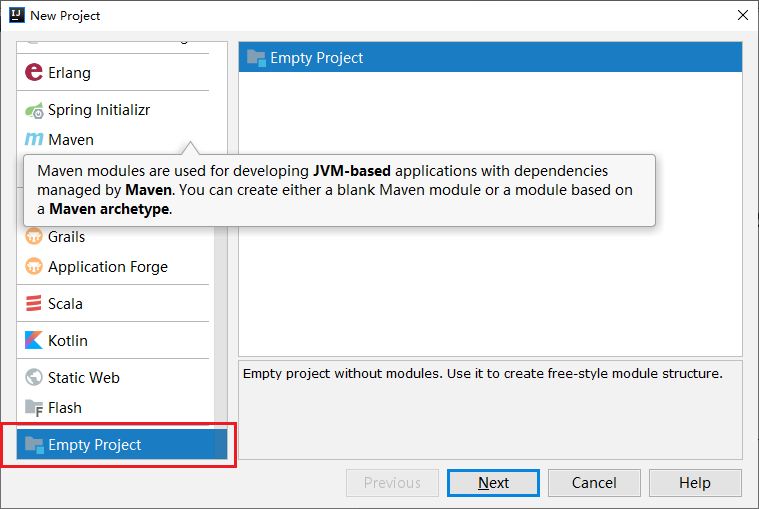 New Project
Erlang
Spring Initializr
Maven
Maven modules are used for developing JVM-based applications with dependencies
managed by Maven. You can create either a blank Maven module or a module based on
a Maven archetype.
Grails
Application Forge
Scala
Kotlin
Static Web
Flash
Empty Project
Empty Project
Empty project without modules. Use it to create free-style module structure.
Previous
Next
Cancel
Help